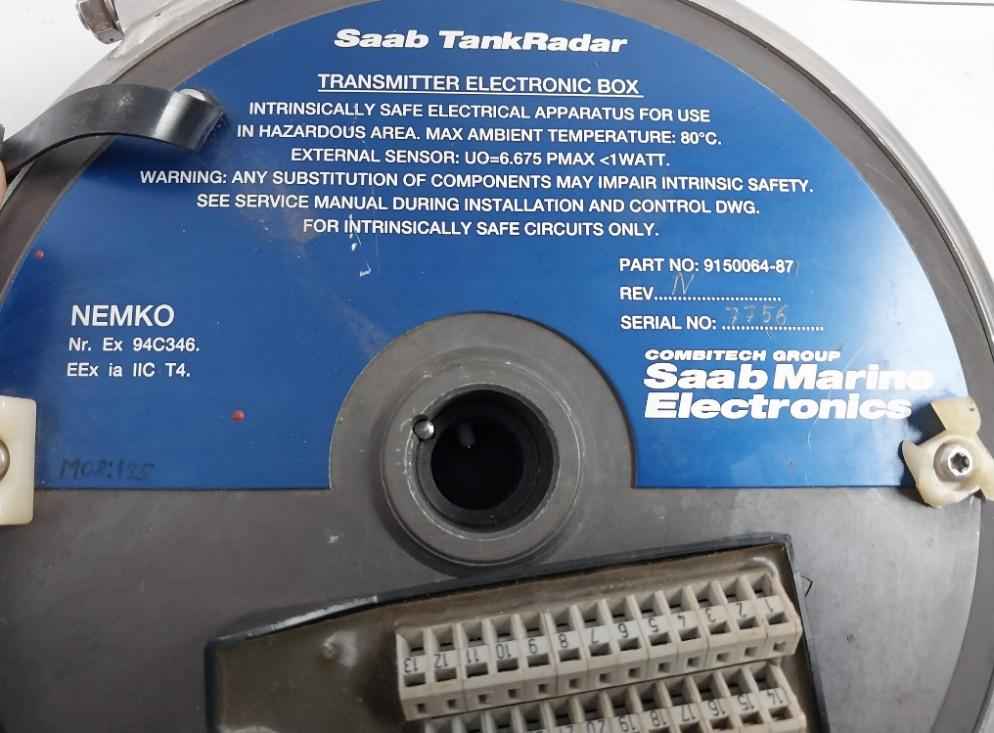 Saab TankRadar
TRANSMITTER ELECTRONIC BOX
INTRINSICALLY SAFE ELECTRICAL APPARATUS FOR USE
IN HAZARDOUS AREA. MAX AMBIENT TEMPERATURE: 80°C.
EXTERNAL SENSOR: UO=6.675 PMAX <1WATT.
WARNING: ANY SUBSTITUTION OF COMPONENTS MAY IMPAIR INTRINSIC SAFETY.
SEE SERVICE MANUAL DURING INSTALLATION AND CONTROL DWG.
FOR INTRINSICALLY SAFE CIRCUITS ONLY.
PART NO: 9150064-87
REV. N
SERIAL NO: 7756
NEMKO
Nr. Ex 94C346.
EEx ia IIC T4.
COMBITECH GROUP
Saab Marine
Electronics
13 12 11 10 9 8 7 6 5 4 3 2 1
19 18 17 16 15 14